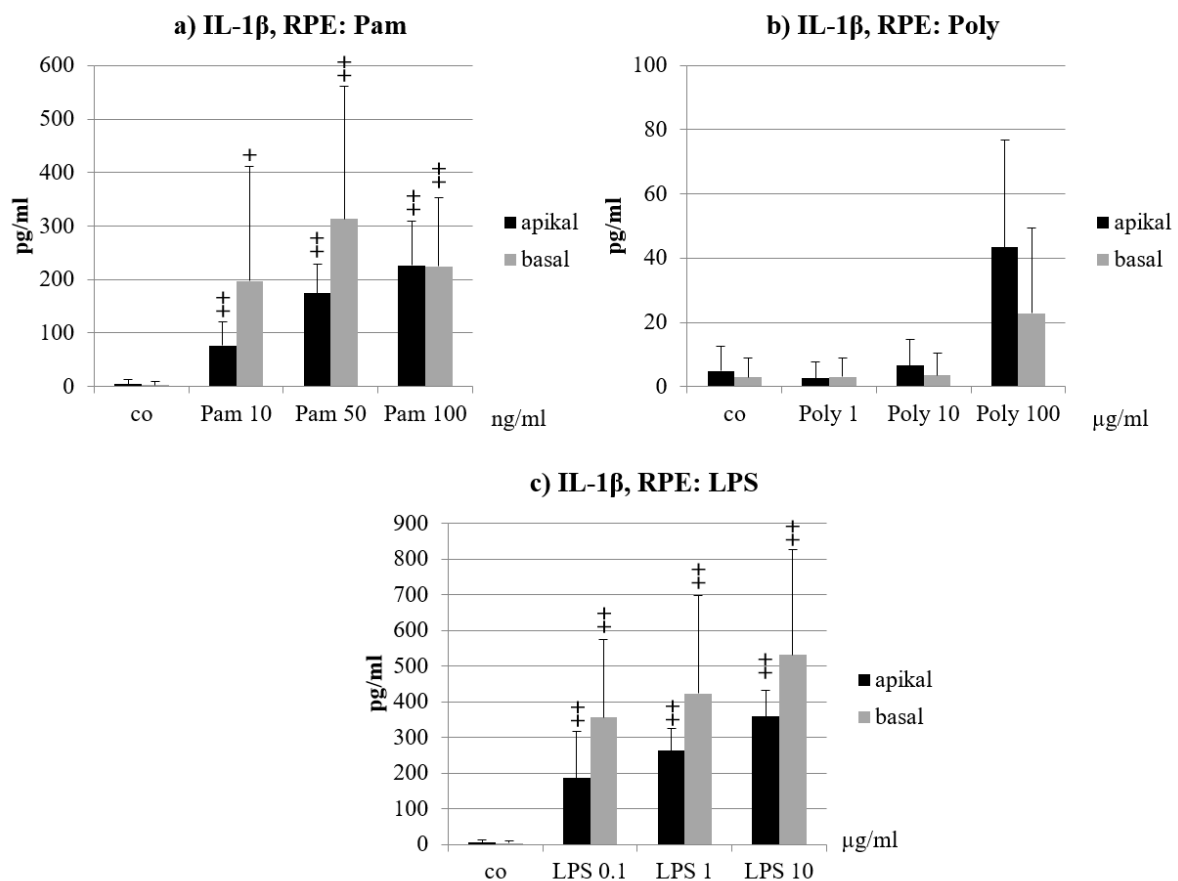 a) IL-1β, RPE: Pam
600
500
400
300
200
100
0
pg/ml
++
+
++
++
++
++
apikal
basal
co
Pam 10
Pam 50
Pam 100
ng/ml
b) IL-1β, RPE: Poly
100
80
60
40
20
0
pg/ml
apikal
basal
co
Poly 1
Poly 10
Poly 100
µg/ml
c) IL-1β, RPE: LPS
900
800
700
600
500
400
300
200
100
0
pg/ml
++
++
++
++
++
++
apikal
basal
co
LPS 0.1
LPS 1
LPS 10
µg/ml